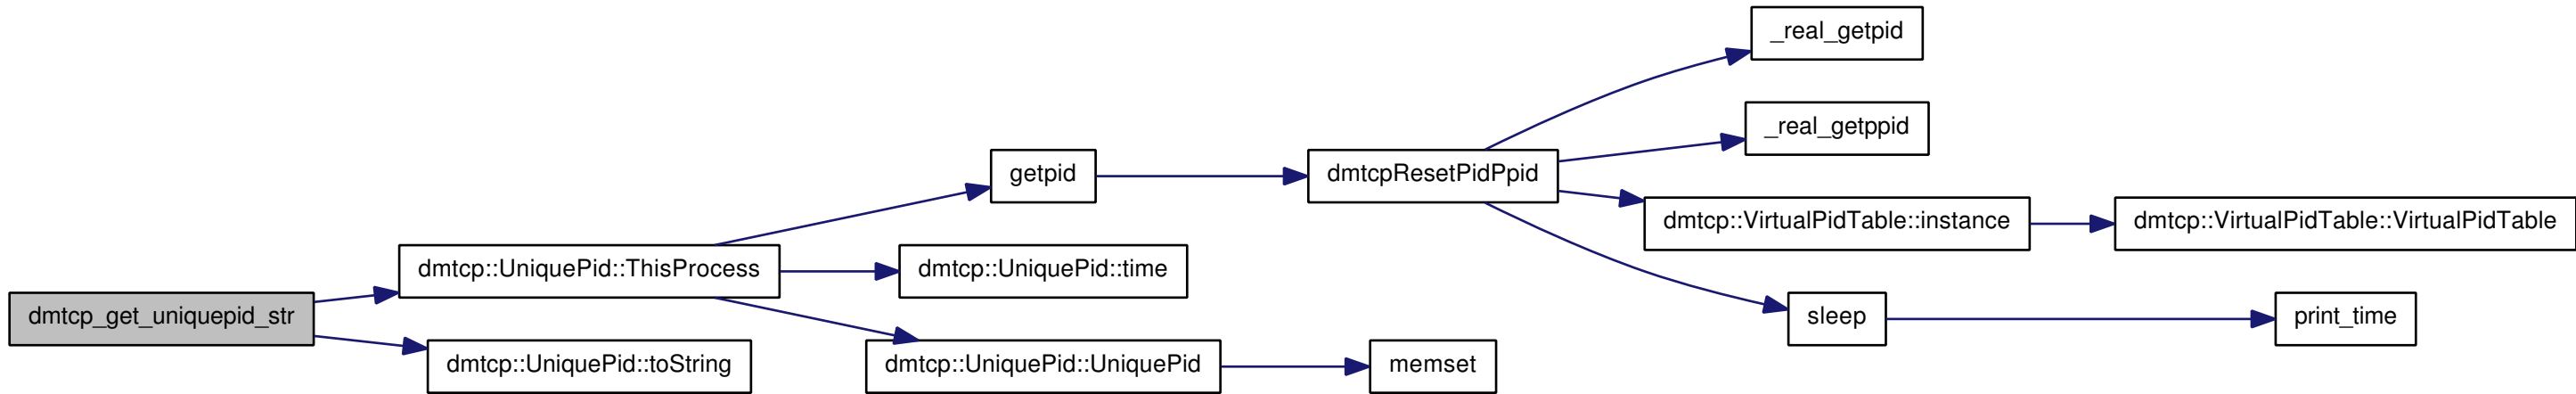 _real_getpid
_real_getppid
getpid
dmtcpResetPidPpid
dmtcp::VirtualPidTable::instance
dmtcp::VirtualPidTable::VirtualPidTable
dmtcp::UniquePid::ThisProcess
dmtcp::UniquePid::time
dmtcp_get_uniquepid_str
sleep
print_time
dmtcp::UniquePid::toString
dmtcp::UniquePid::UniquePid
memset